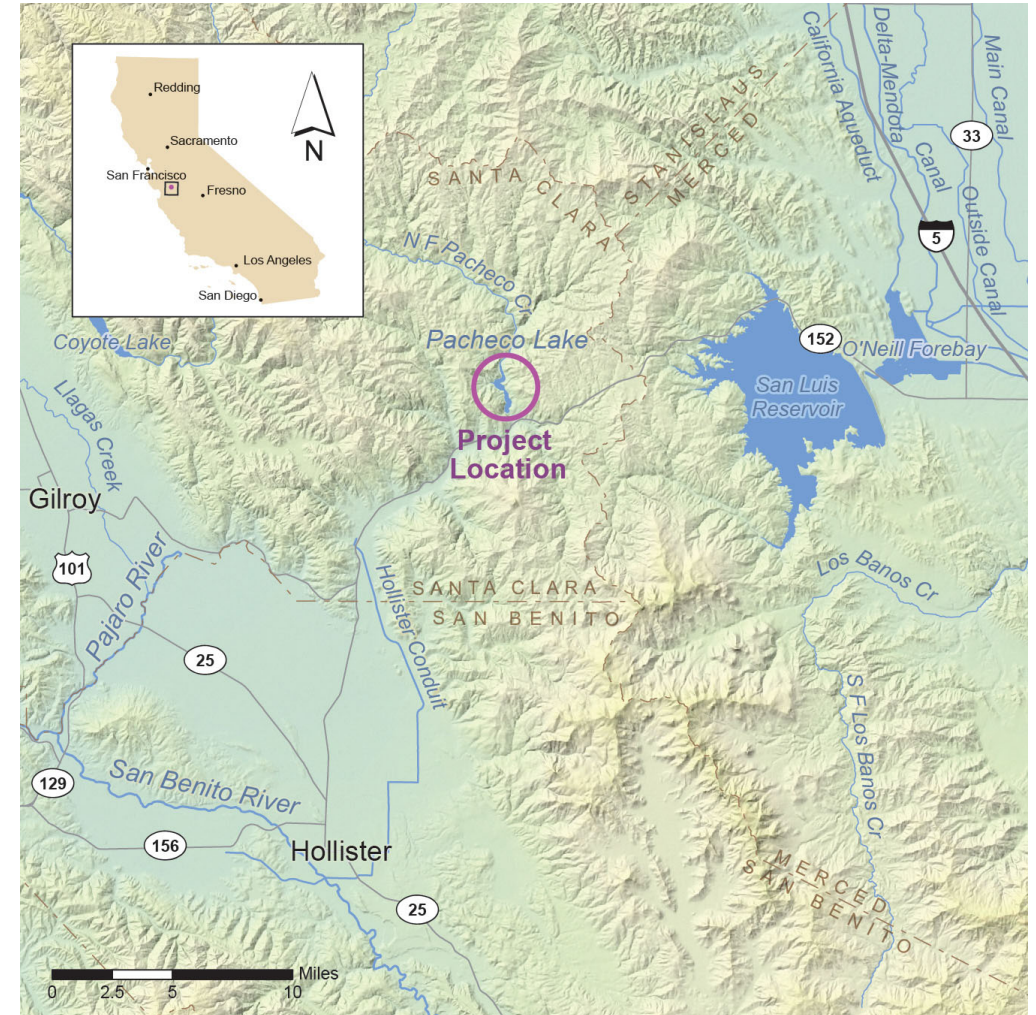 Redding
Sacramento
San Francisco
Fresno
Los Angeles
San Diego
N
California Aqueduct
Delta-Mendota
Canal
Main Canal
Outside Canal
33
5
STANISLAUS
MERCED
SANTA CLARA
N F Pacheco Cr
Coyote Lake
Pacheco Lake
152
O'Neill Forebay
San Luis
Reservoir
Project
Location
Llagas Creek
Gilroy
101
Pajaro River
Hollister Conduit
SANTA CLARA
SAN BENITO
Los Banos Cr
25
S F Los Banos Cr
129
San Benito River
156
Hollister
25
MERCED
SAN BENITO
Miles
0 2.5 5 10